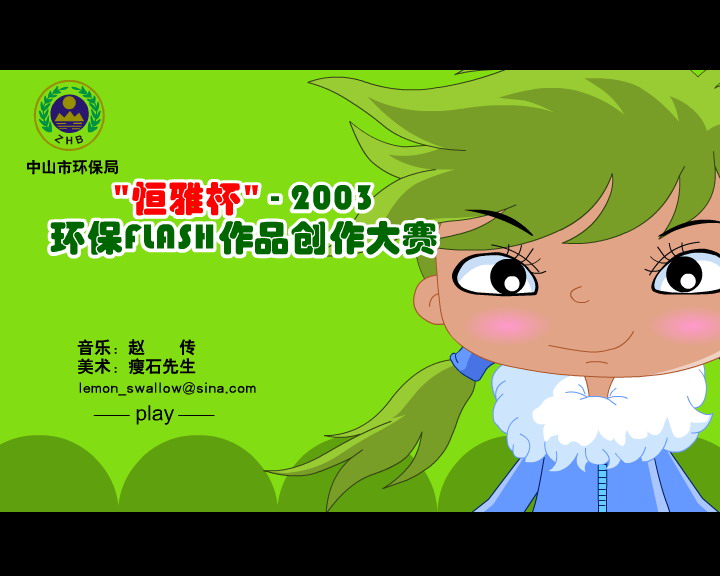 ZHB
中山市环保局
"恒雅杯" - 2003
环保FLASH作品创作大赛
音乐：赵　　传
美术：瘦石先生
lemon_swallow@sina.com
play